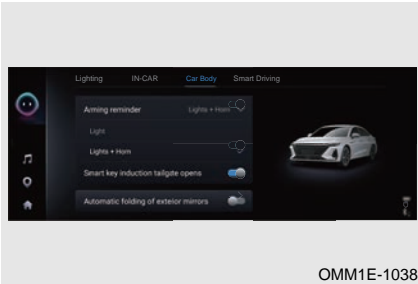 Lighting IN-CAR Car Body Smart Driving
Arming reminder Lights + Horn
Light
Lights + Horn
Smart key induction tailgate opens
Automatic folding of exterior mirrors
OMM1E-1038